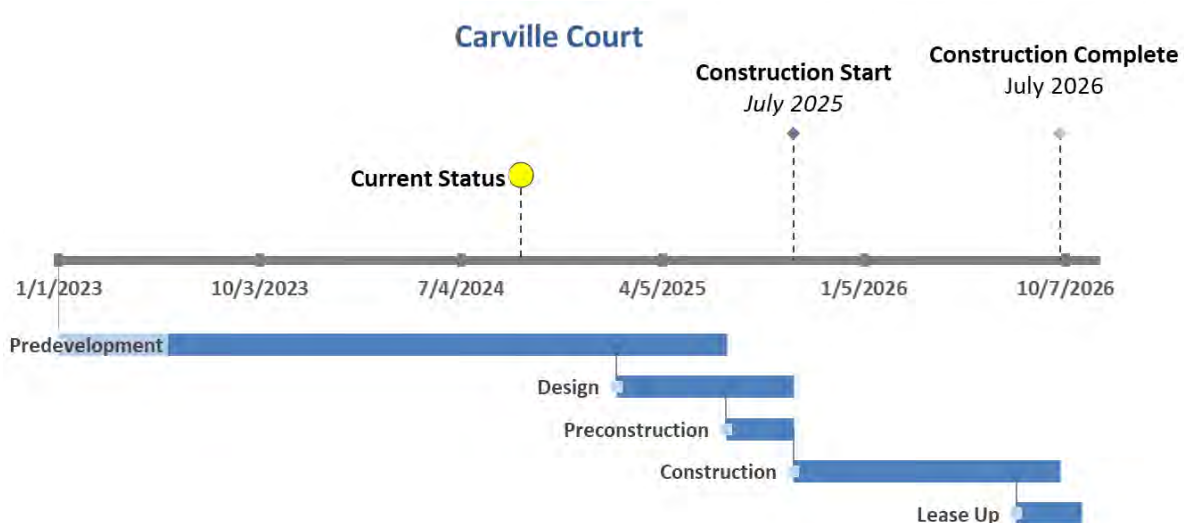 Carville Court
Construction Complete
July 2026
Construction Start
July 2025
Current Status
1/1/2023 10/3/2023 7/4/2024 4/5/2025 1/5/2026 10/7/2026
Predevelopment
Design
Preconstruction
Construction
Lease Up